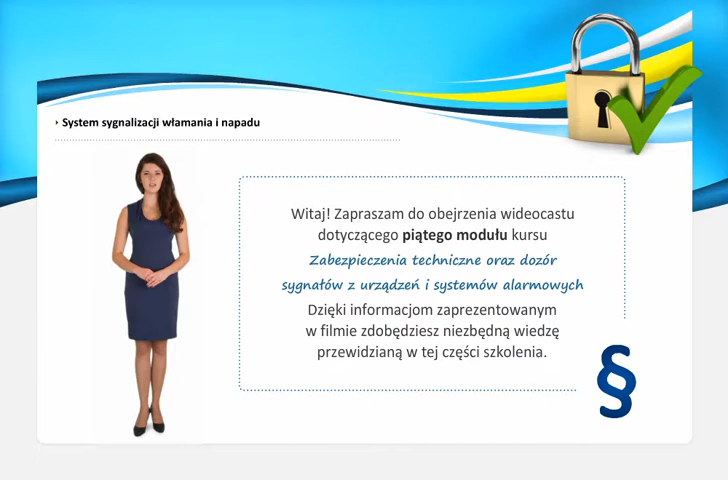 System sygnalizacji włamania i napadu
Witaj! Zapraszam do obejrzenia wideocastu
dotyczącego piątego modułu kursu
Zabezpieczenia techniczne oraz dozór
sygnałów z urządzeń i systemów alarmowych
Dzięki informacjom zaprezentowanym
w filmie zdobędziesz niezbędną wiedzę
przewidzianą w tej części szkolenia.
§